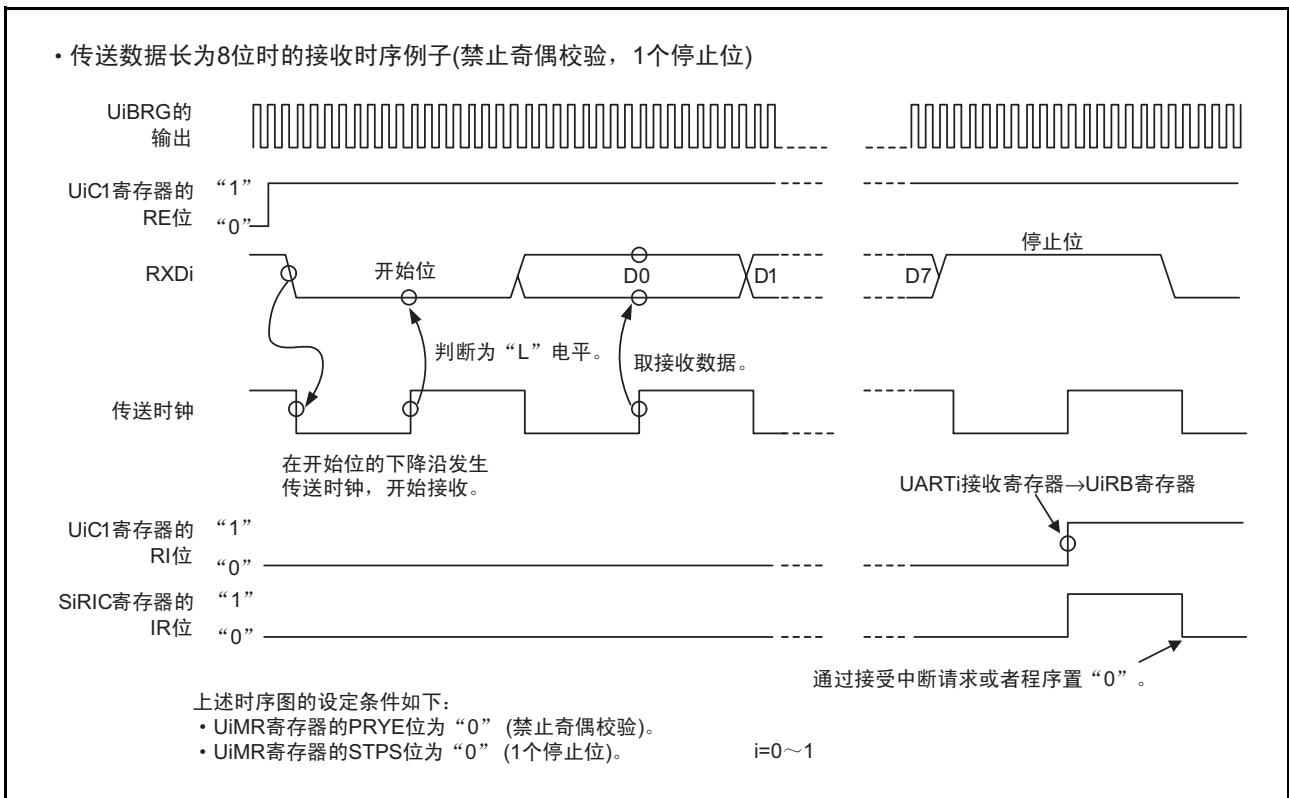 ・传送数据长为8位时的接收时序例子(禁止奇偶校验，1个停止位)
UiBRG的
输出
UiC1寄存器的
RE位
“1”
“0”
RXDi
开始位
D0
D1
D7
停止位
判断为“L”电平。
取接收数据。
传送时钟
在开始位的下降沿发生
传送时钟，开始接收。
UARTi接收寄存器→UiRB寄存器
UiC1寄存器的
RI位
“1”
“0”
SiRIC寄存器的
IR位
“1”
“0”
通过接受中断请求或者程序置“0”。
上述时序图的设定条件如下：
・UiMR寄存器的PRYE位为“0” (禁止奇偶校验)。
・UiMR寄存器的STPS位为“0” (1个停止位)。
i=0～1